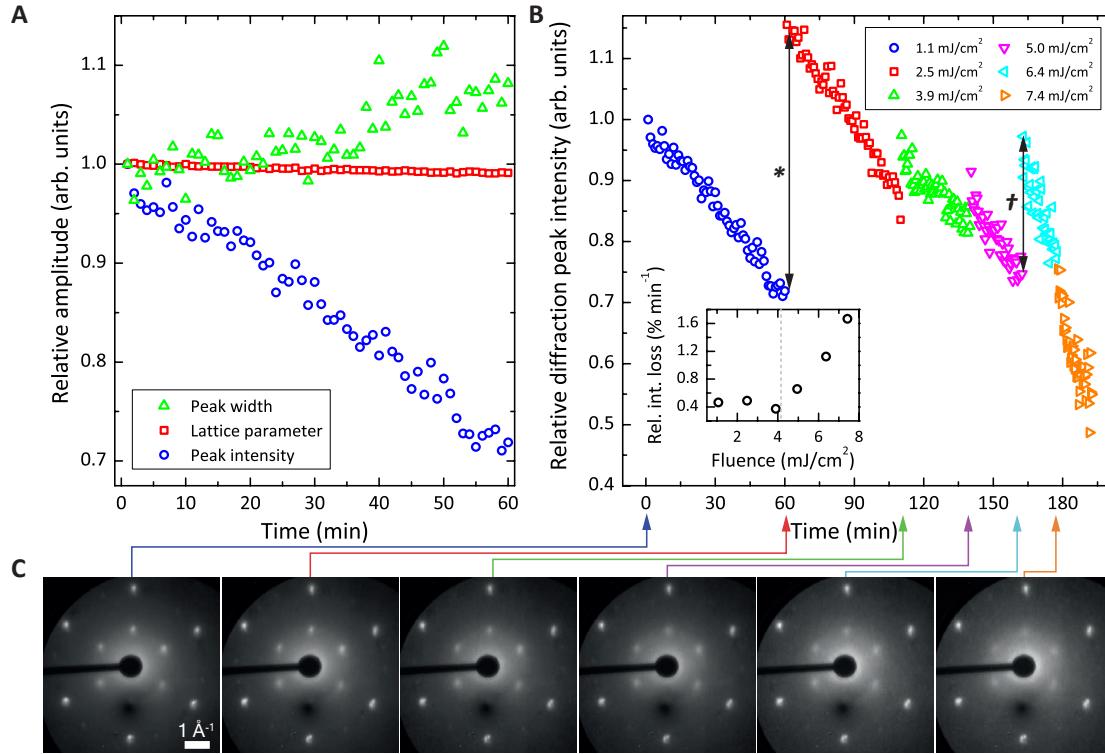 A
Relative amplitude (arb. units)
1.1
1.0
0.9
0.8
0.7
Peak width
Lattice parameter
Peak intensity
0 10 20 30 40 50 60
Time (min)
B
Relative diffraction peak intensity (arb. units)
1.1
1.0
0.9
0.8
0.7
0.6
0.5
0.4
1.1 mJ/cm²
2.5 mJ/cm²
3.9 mJ/cm²
5.0 mJ/cm²
6.4 mJ/cm²
7.4 mJ/cm²
*
†
Rel. int. loss (% min⁻¹)
1.6
1.2
0.8
0.4
2 4 6 8
Fluence (mJ/cm²)
0 30 60 90 120 150 180
Time (min)
C
1 Å⁻¹